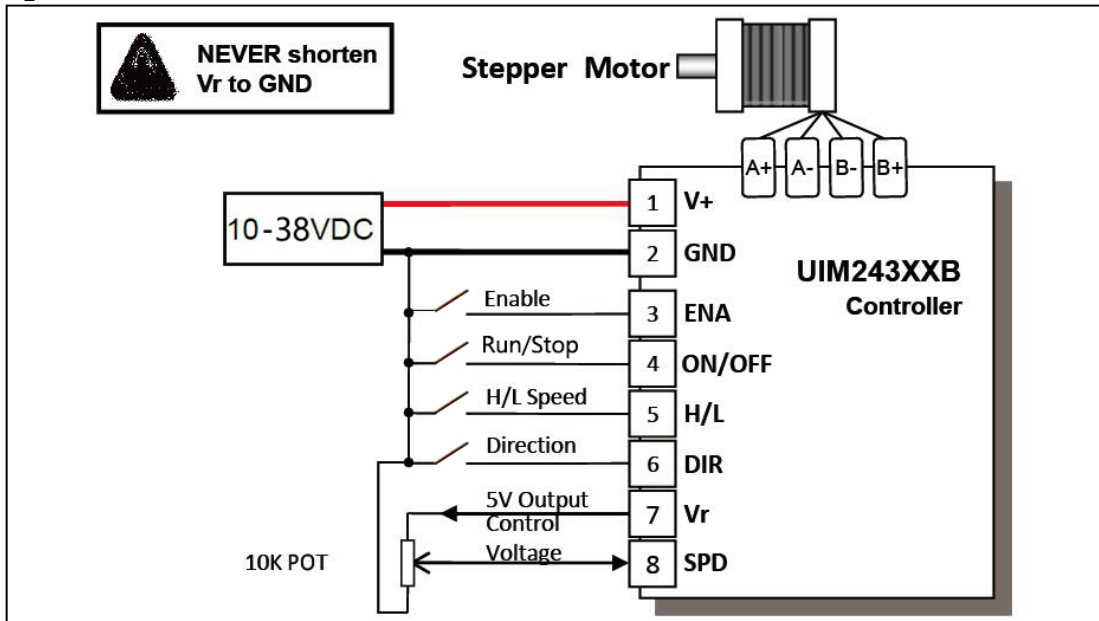 NEVER shorten
Vr to GND
Stepper Motor
A+ A- B- B+
10-38VDC
1 V+
2 GND
UIM243XXB
Controller
Enable
3 ENA
Run/Stop
4 ON/OFF
H/L Speed
5 H/L
Direction
6 DIR
5V Output
7 Vr
Control
Voltage
8 SPD
10K POT